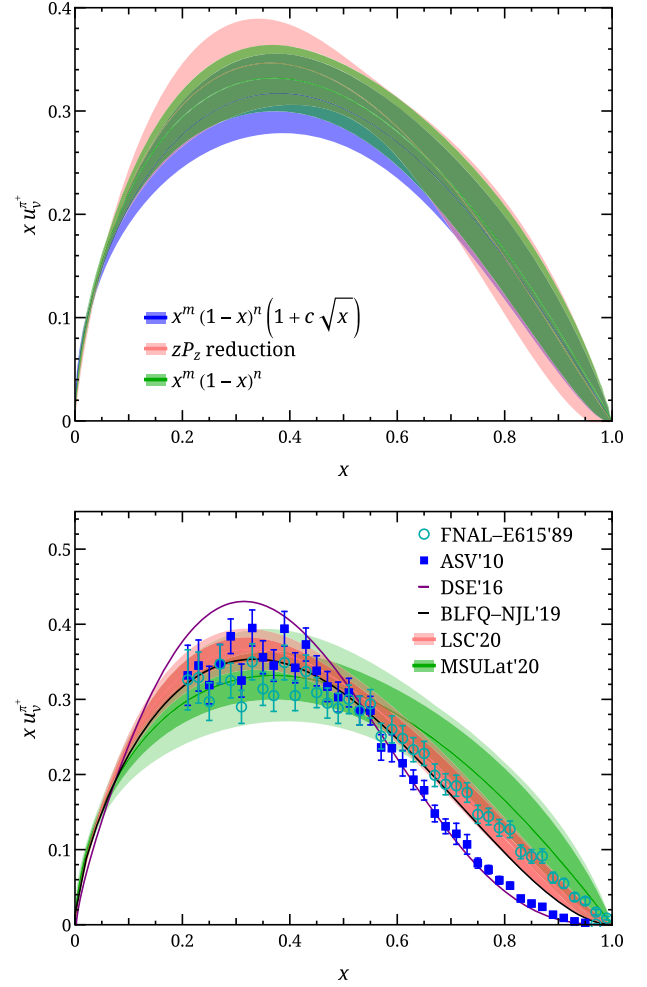 0.4
0.3
0.2
0.1
0
x u_v^{π^+}
x^m (1 − x)^n (1 + c √x)
zP_z reduction
x^m (1 − x)^n
0 0.2 0.4 0.6 0.8 1.0
x
0.5
0.4
0.3
0.2
0.1
0
x u_v^{π^+}
FNAL–E615'89
ASV'10
DSE'16
BLFQ–NJL'19
LSC'20
MSULat'20
0 0.2 0.4 0.6 0.8 1.0
x